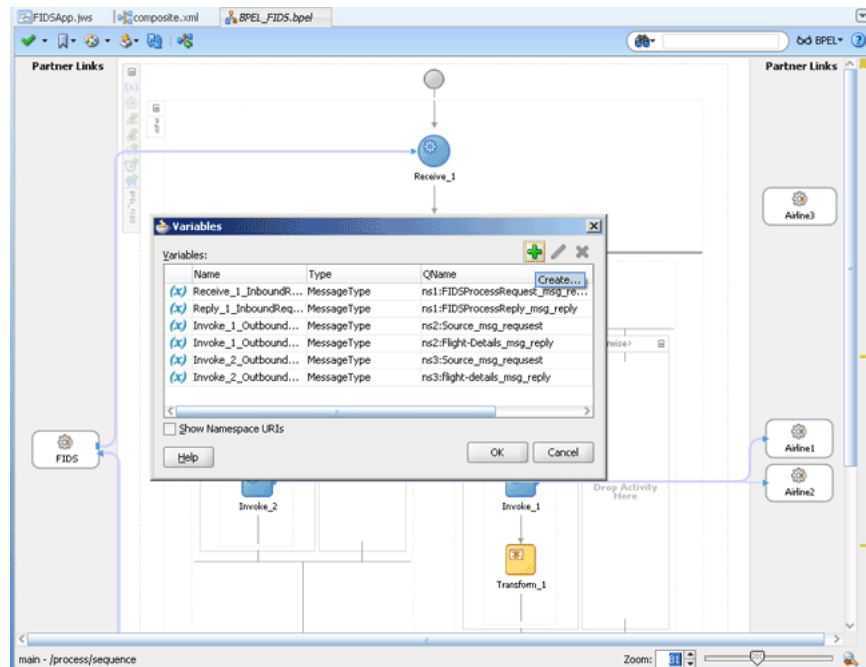 FIDSApp.jws
composite.xml
BPEL_FIDS.bpel
BPEL
Partner Links
Partner Links
Receive_1
Airline3
Variables
Variables:
Create...
Name Type QName
(x) Receive_1_InboundR... MessageType ns1:FIDSProcessRequest_msg_re...
(x) Reply_1_InboundReq... MessageType ns1:FIDSProcessReply_msg_reply
(x) Invoke_1_Outbound... MessageType ns2:Source_msg_requsest
(x) Invoke_1_Outbound... MessageType ns2:Flight-Details_msg_reply
(x) Invoke_2_Outbound... MessageType ns3:Source_msg_requsest
(x) Invoke_2_Outbound... MessageType ns3:flight-details_msg_reply
Show Namespace URIs
Help OK Cancel
FIDS
Airline1
Airline2
Drop Activity
Here
Invoke_2
Invoke_1
Transform_1
main - /process/sequence
Zoom: 81